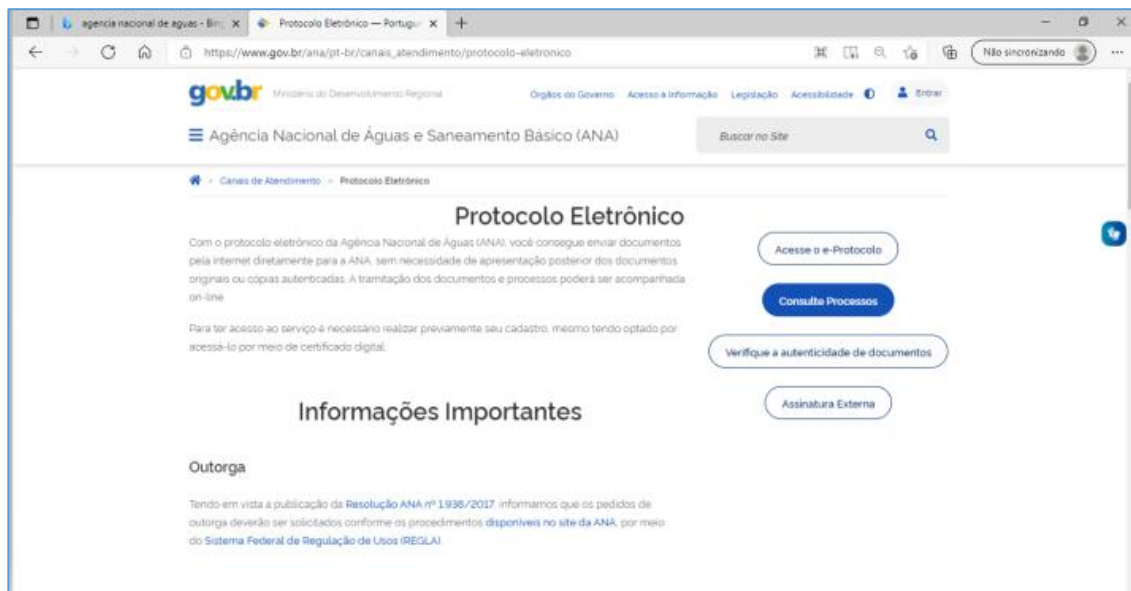 agencia nacional de aguas - Bing
Protocolo Eletrônico — Portugu
https://www.gov.br/ana/pt-br/canais_atendimento/protocolo-eletronico
Não sincronizando
gov.br
Ministério do Desenvolvimento Regional
Órgãos do Governo
Acesso à Informação
Legislação
Acessibilidade
Entrar
Agência Nacional de Águas e Saneamento Básico (ANA)
Buscar no Site
Canais de Atendimento > Protocolo Eletrônico
Protocolo Eletrônico
Com o protocolo eletrônico da Agência Nacional de Águas (ANA), você consegue enviar documentos
pela internet diretamente para a ANA, sem necessidade de apresentação posterior dos documentos
originais ou cópias autenticadas. A tramitação dos documentos e processos poderá ser acompanhada
on-line
Para ter acesso ao serviço é necessário realizar previamente seu cadastro, mesmo tendo optado por
acessá-lo por meio de certificado digital.
Acesse o e-Protocolo
Consulte Processos
Verifique a autenticidade de documentos
Assinatura Externa
Informações Importantes
Outorga
Tendo em vista a publicação da Resolução ANA nº 1.938/2017, informamos que os pedidos de
outorga deverão ser solicitados conforme os procedimentos disponíveis no site da ANA, por meio
do Sistema Federal de Regulação de Usos (REGLA).